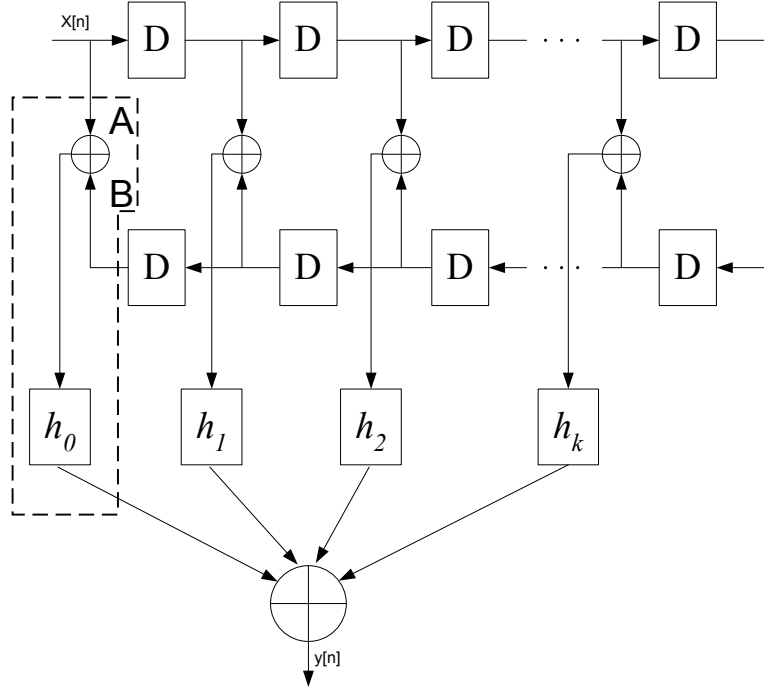 X[n]
D D D . . . D
A
B
D D D . . . D
h0 h1 h2 hk
y[n]